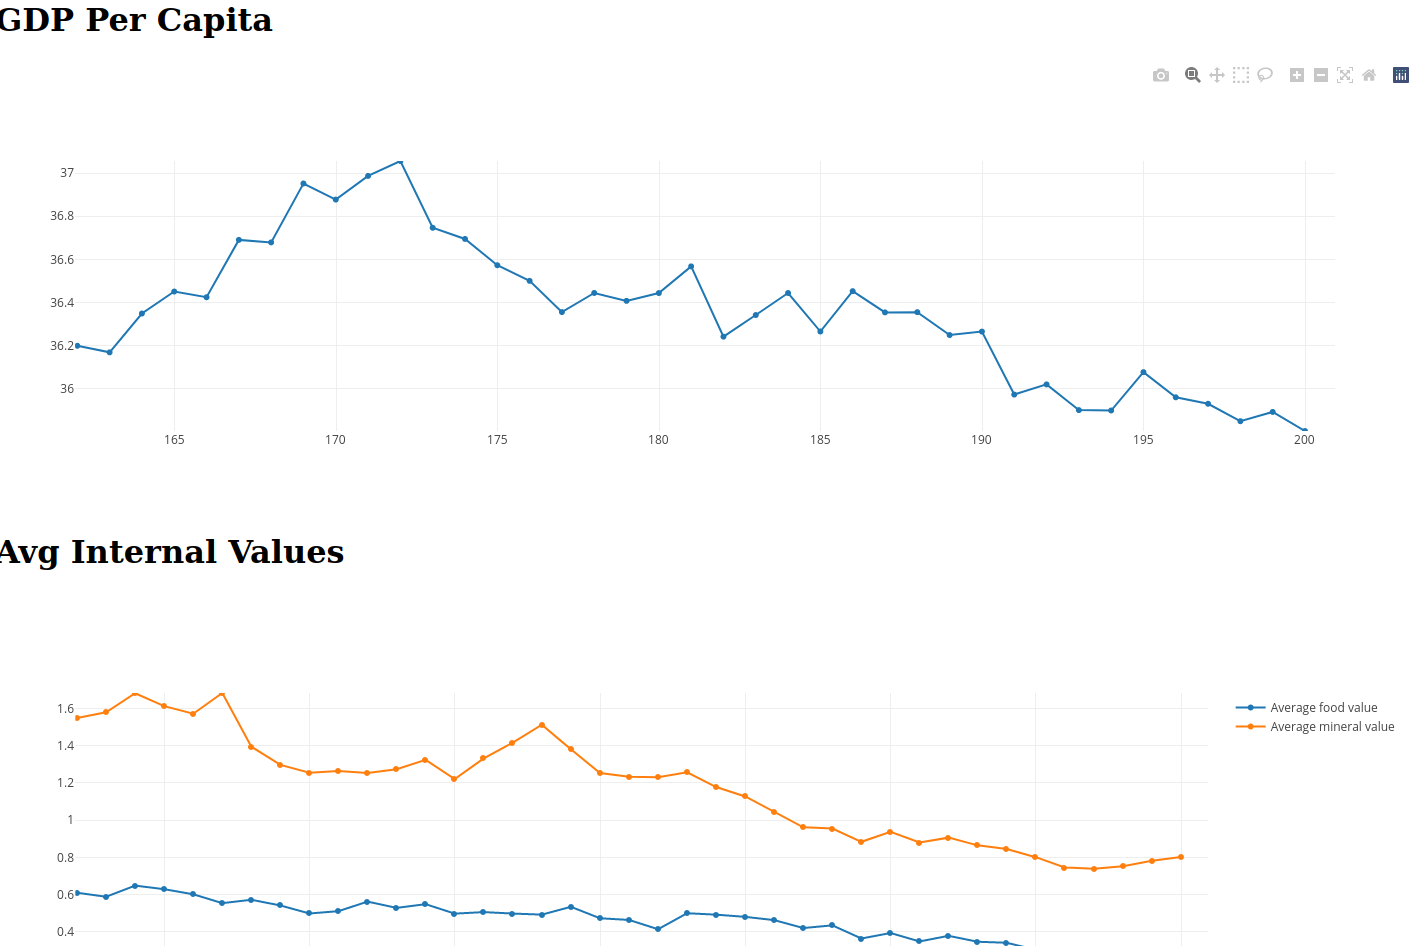 GDP Per Capita
37
36.8
36.6
36.4
36.2
36
165 170 175 180 185 190 195 200
Avg Internal Values
1.6
1.4
1.2
1
0.8
0.6
0.4
Average food value
Average mineral value